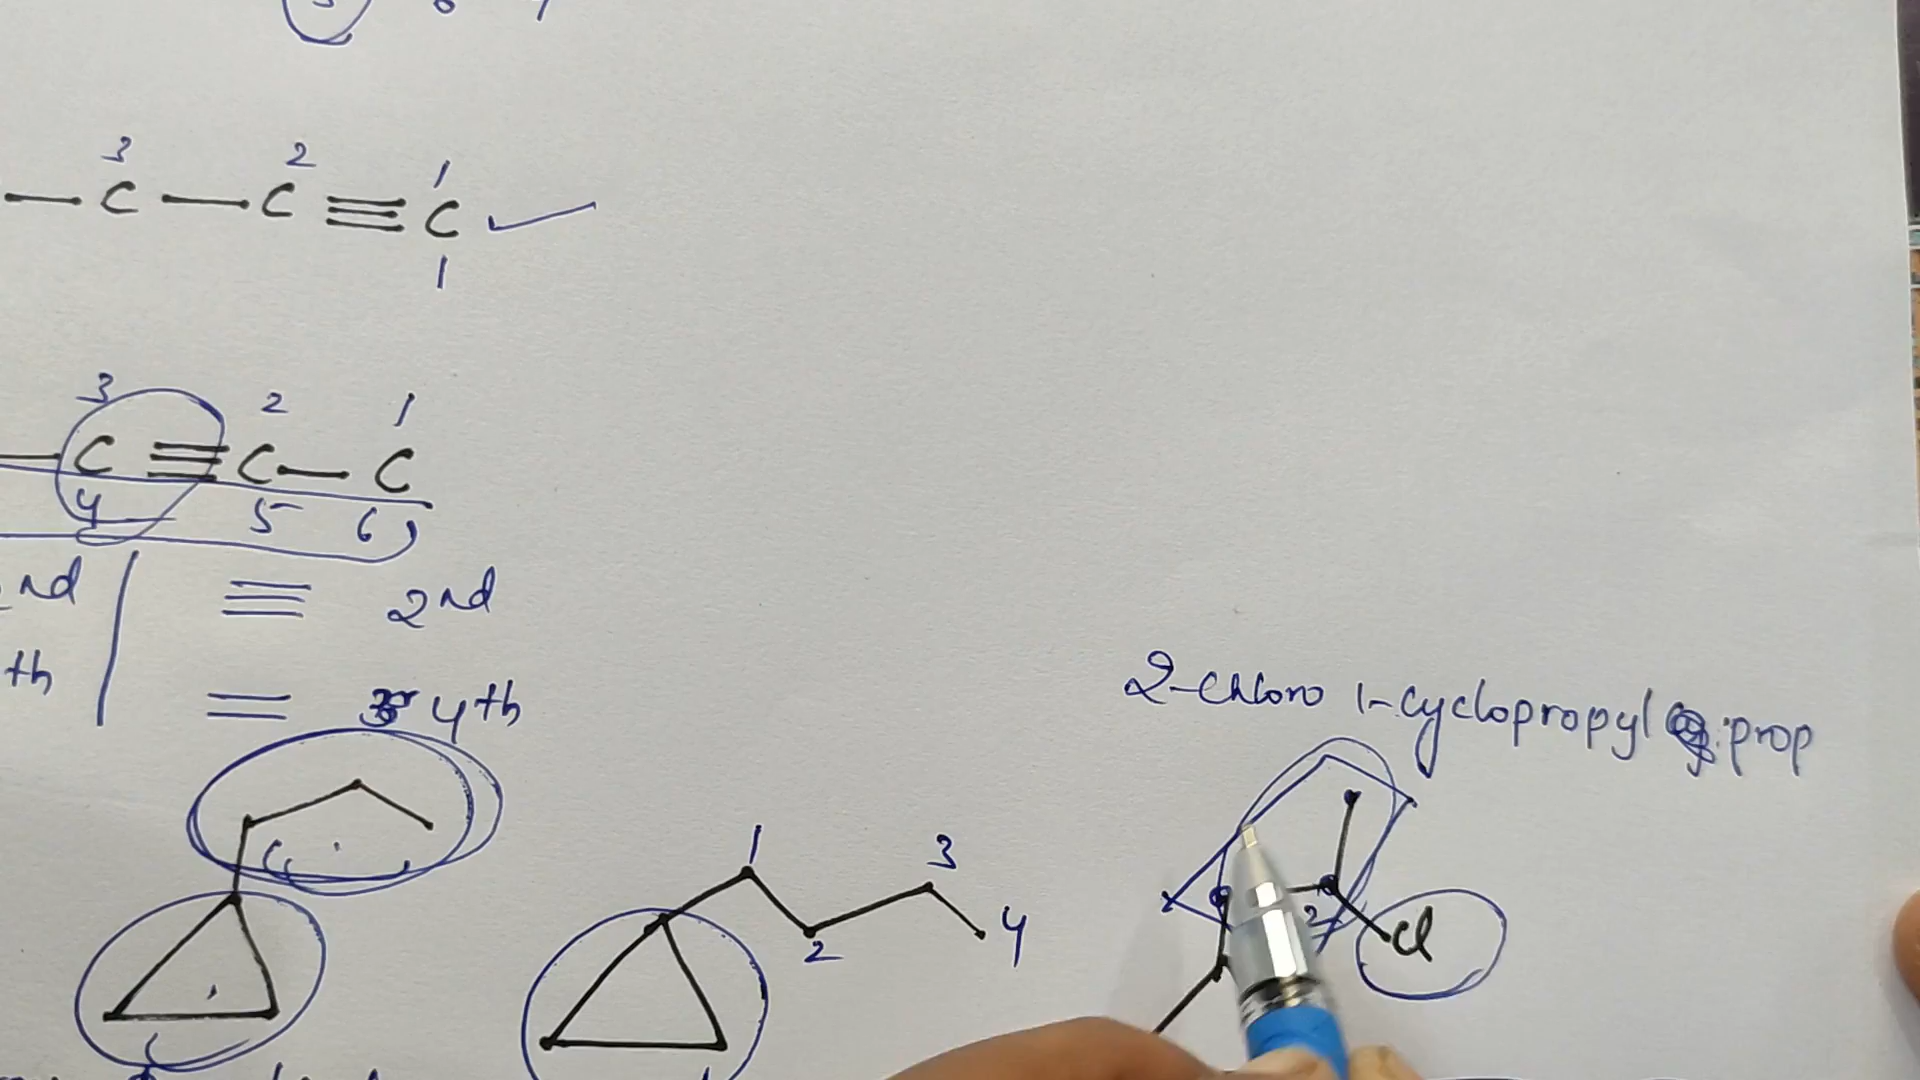 3 2 1
— C — C ≡ C ✓
1
3 2 1
— C ≡ C — C
4 5 6
nd ≡ 2nd
th = 4th
2-chloro 1-cyclopropyl prop
1 3
2 4
2 Cl